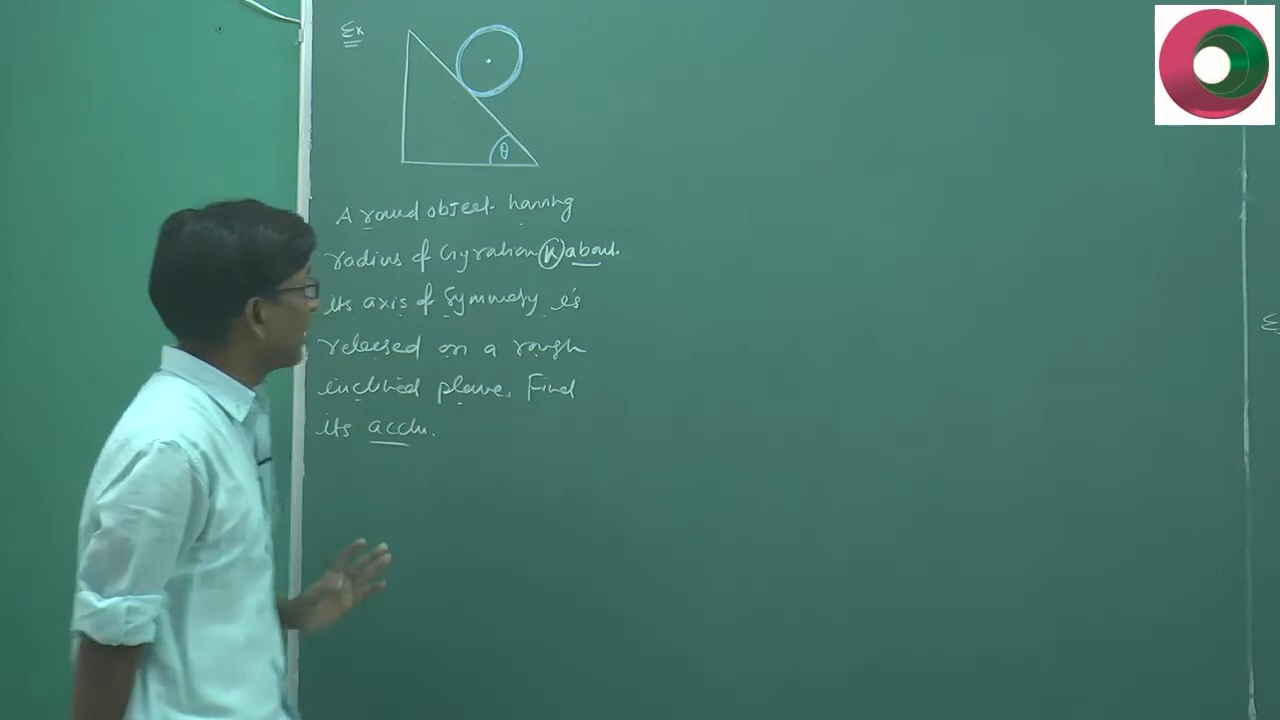 Ex
θ
A round object having
radius of Gyration K about
its axis of Symmetry is
released on a rough
inclined plane. Find
its accln.